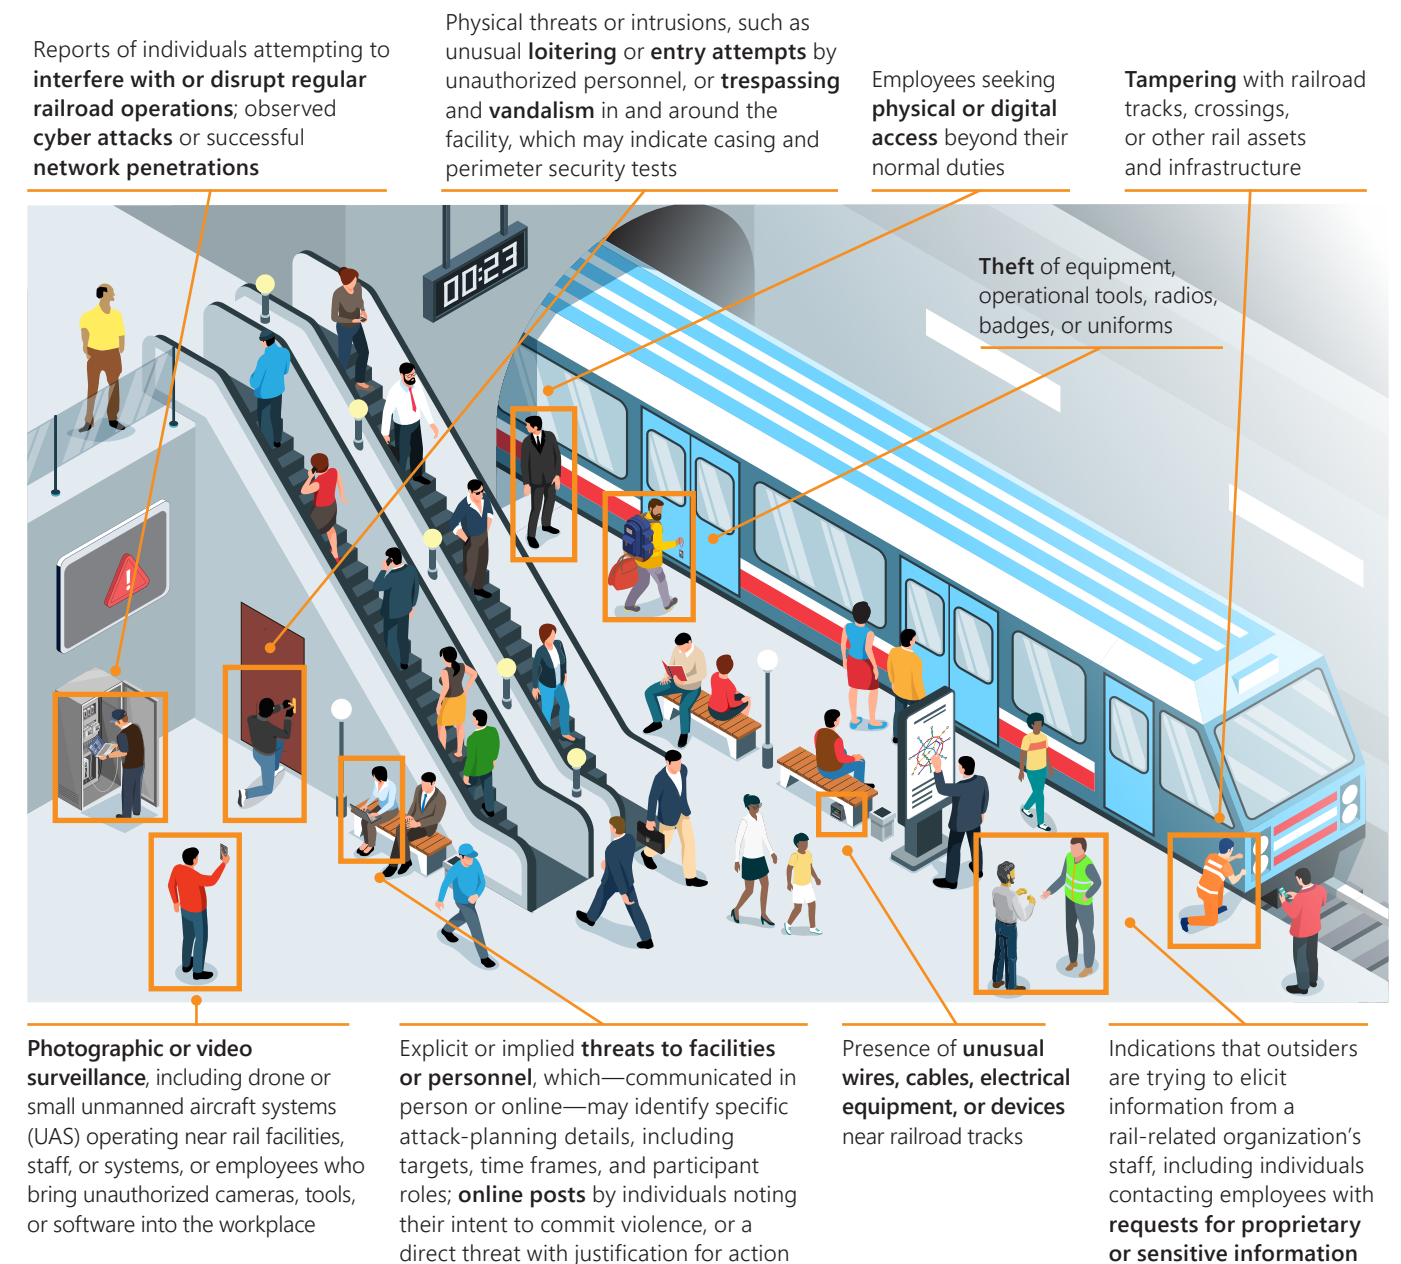 Reports of individuals attempting to
interfere with or disrupt regular
railroad operations; observed
cyber attacks or successful
network penetrations
Physical threats or intrusions, such as
unusual loitering or entry attempts by
unauthorized personnel, or trespassing
and vandalism in and around the
facility, which may indicate casing and
perimeter security tests
Employees seeking
physical or digital
access beyond their
normal duties
Tampering with railroad
tracks, crossings,
or other rail assets
and infrastructure
Theft of equipment,
operational tools, radios,
badges, or uniforms
00:23
!
Photographic or video
surveillance, including drone or
small unmanned aircraft systems
(UAS) operating near rail facilities,
staff, or systems, or employees who
bring unauthorized cameras, tools,
or software into the workplace
Explicit or implied threats to facilities
or personnel, which—communicated in
person or online—may identify specific
attack-planning details, including
targets, time frames, and participant
roles; online posts by individuals noting
their intent to commit violence, or a
direct threat with justification for action
Presence of unusual
wires, cables, electrical
equipment, or devices
near railroad tracks
Indications that outsiders
are trying to elicit
information from a
rail-related organization’s
staff, including individuals
contacting employees with
requests for proprietary
or sensitive information